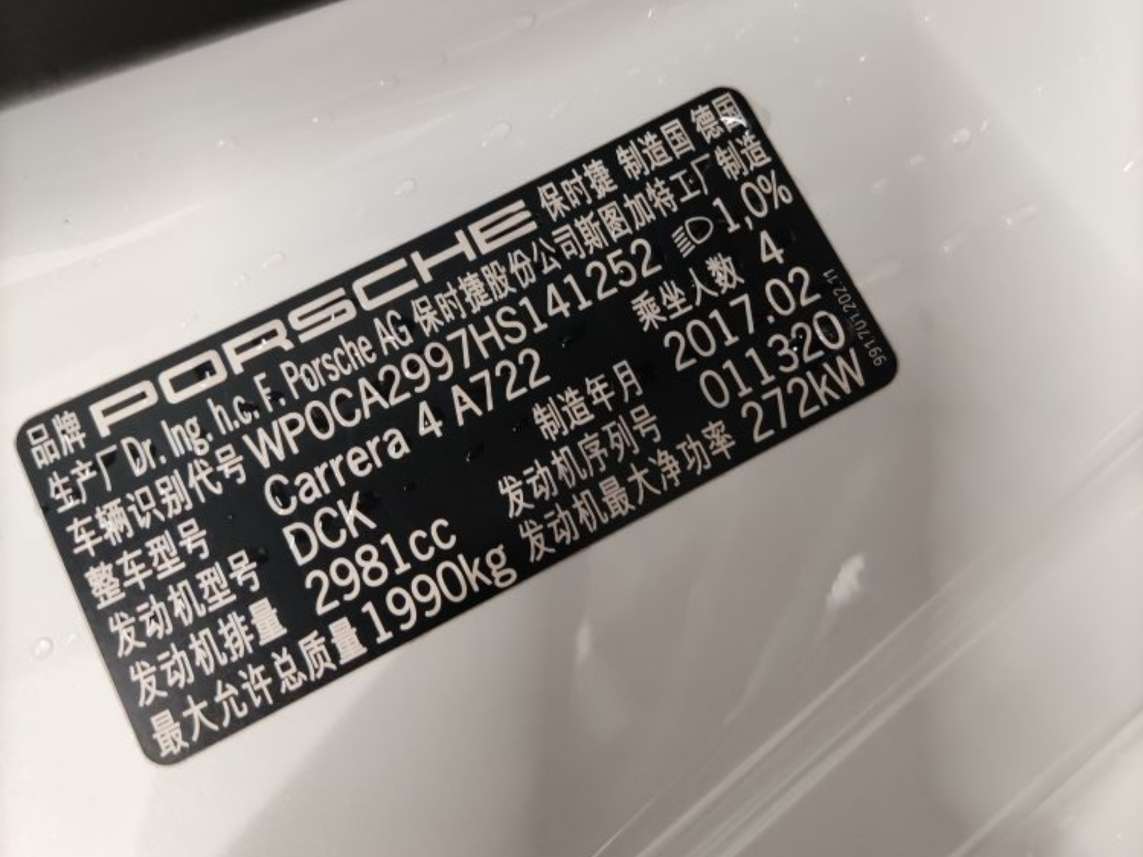 品牌 PORSCHE 保时捷 制造国 德国
生产厂 Dr. Ing. h.c. F. Porsche AG 保时捷股份公司斯图加特工厂制造
车辆识别代号 WP0CA2997HS141252 1,0%
整车型号 Carrera 4 A722 乘坐人数 4
发动机型号 DCK 制造年月 2017.02
发动机排量 2981cc 发动机序列号 011320
最大允许总质量 1990kg 发动机最大净功率 272kW
99170120211